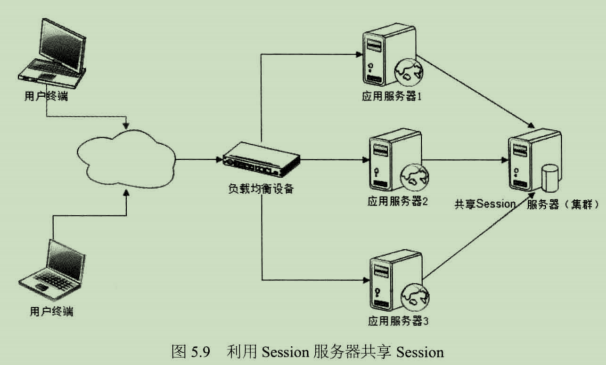 用户终端
应用服务器1
负载均衡设备
应用服务器2
共享Session 服务器（集群）
用户终端
应用服务器3
图 5.9 利用 Session 服务器共享 Session